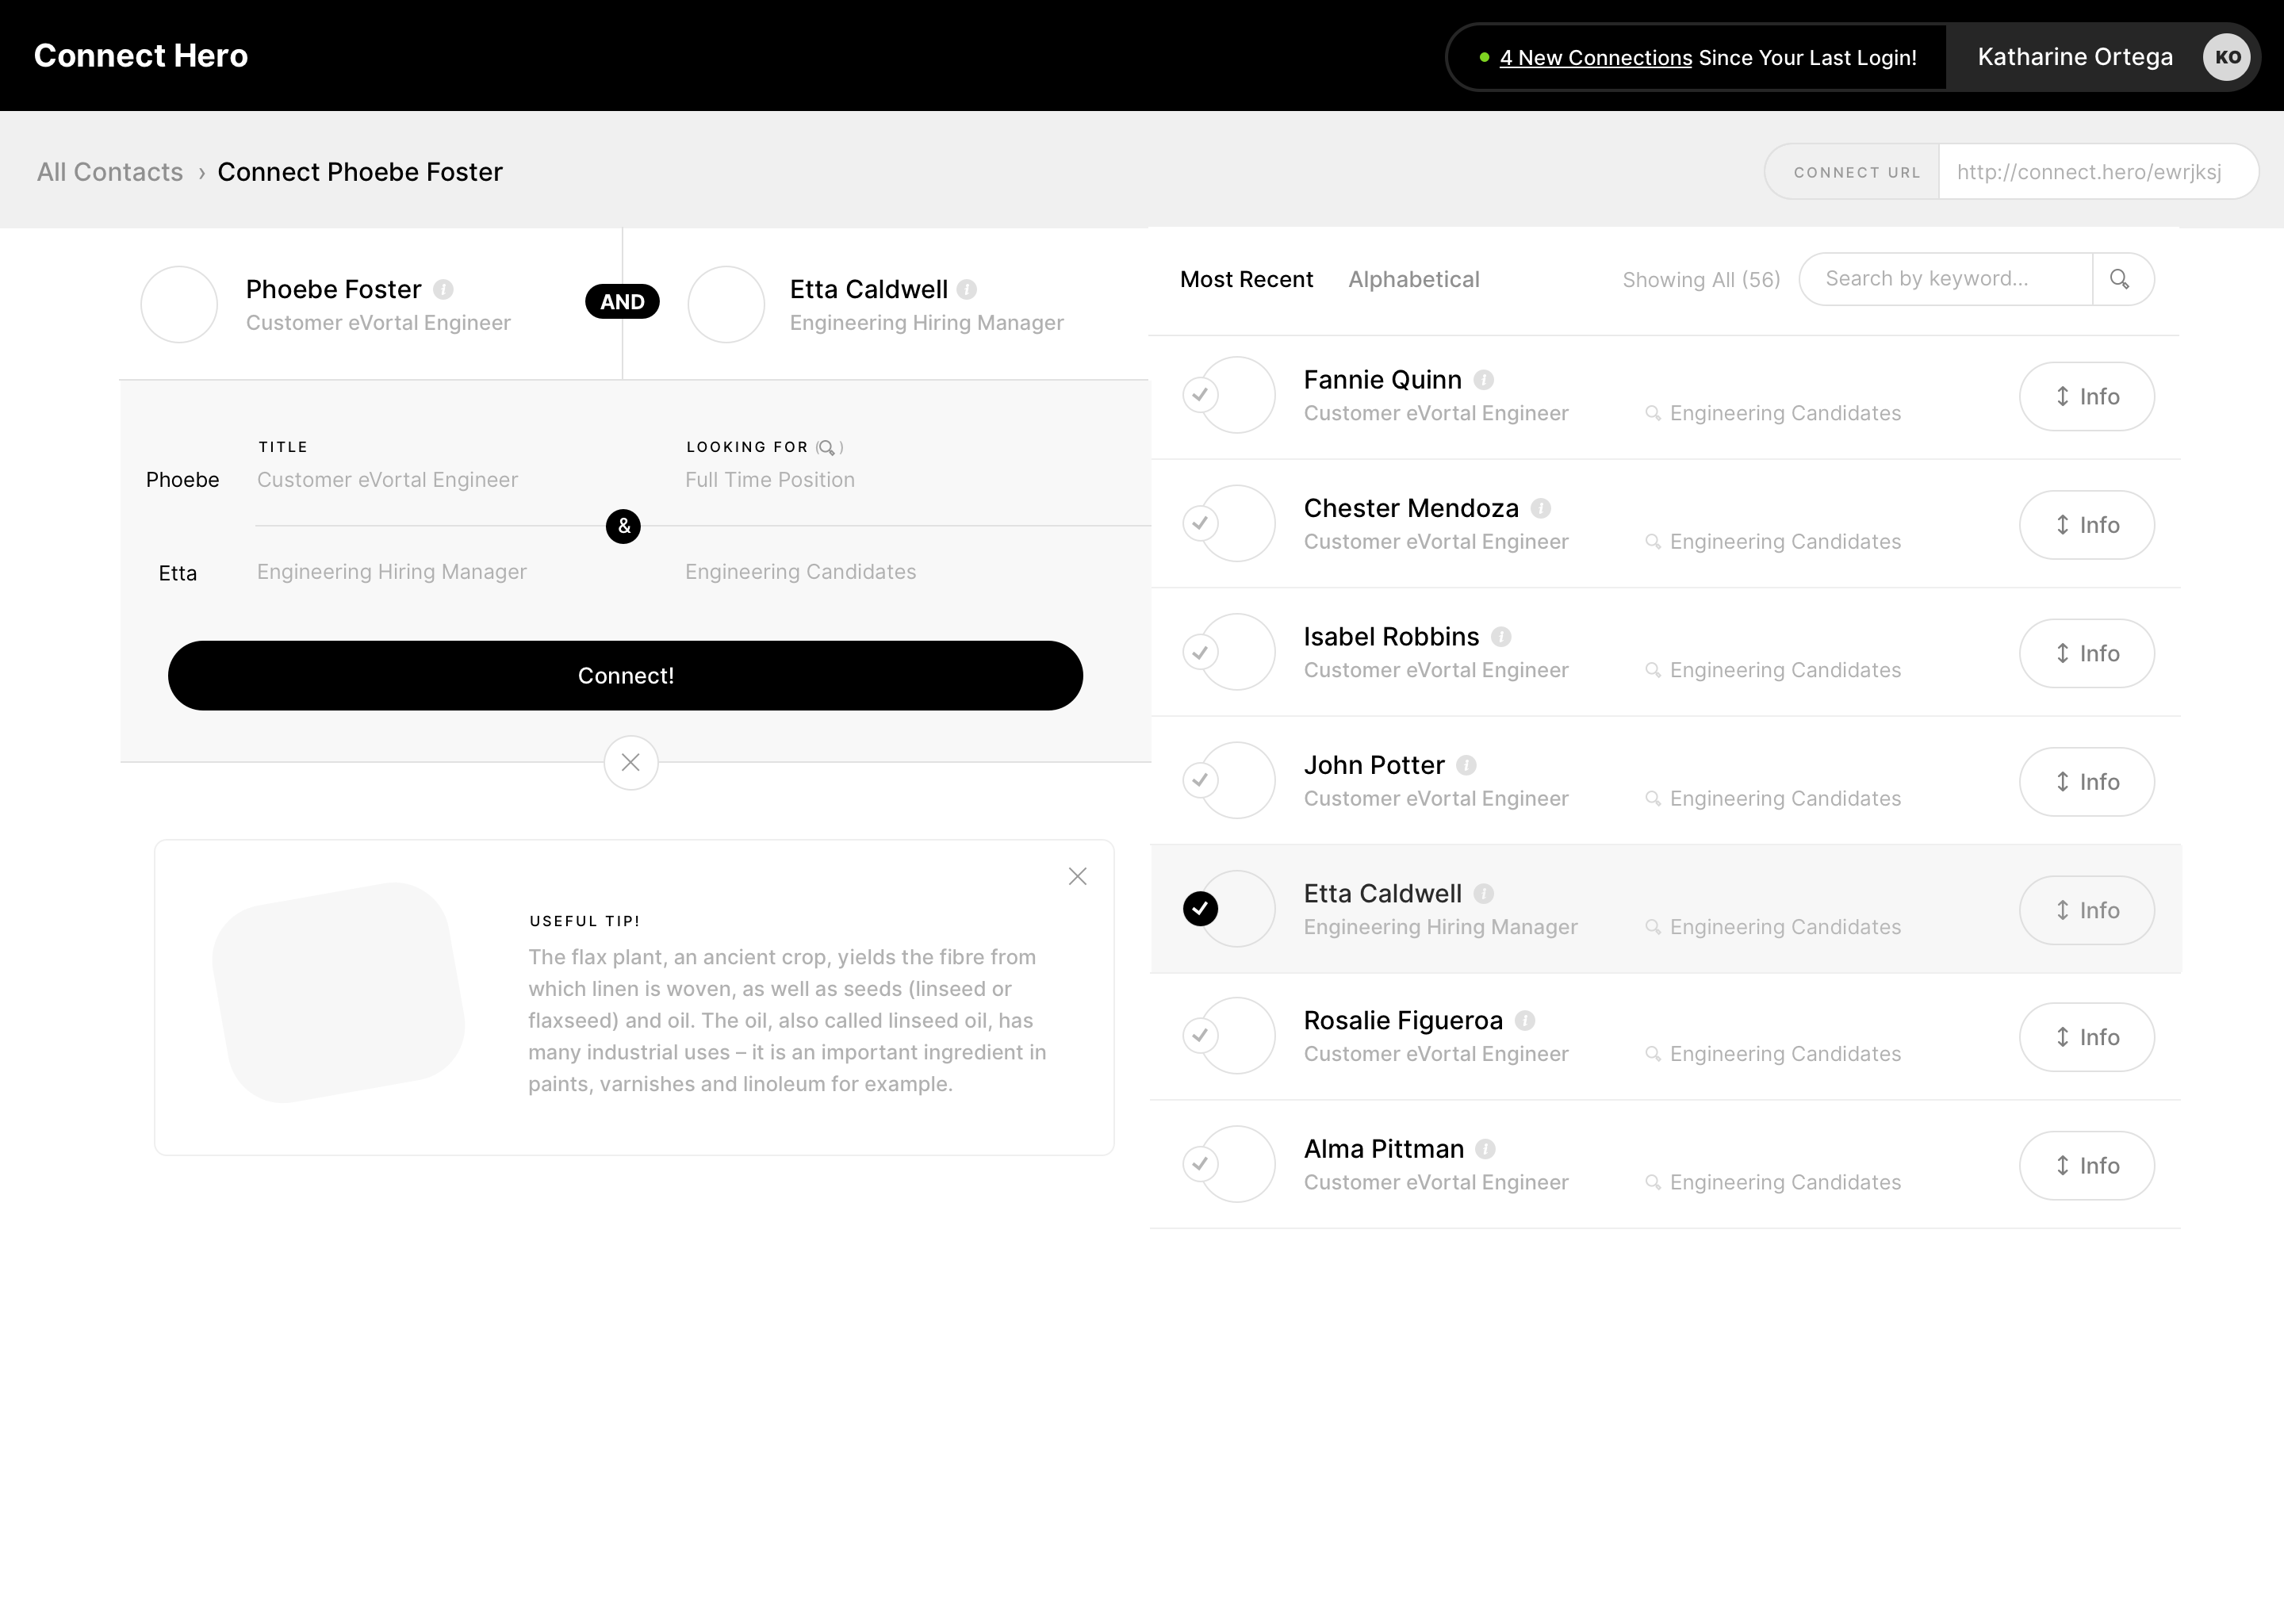 Connect Hero
4 New Connections Since Your Last Login!
Katharine Ortega
KO
All Contacts › Connect Phoebe Foster
CONNECT URL
http://connect.hero/ewrjksj
Phoebe Foster
Customer eVortal Engineer
AND
Etta Caldwell
Engineering Hiring Manager
TITLE
LOOKING FOR ( )
Phoebe
Customer eVortal Engineer
Full Time Position
&
Etta
Engineering Hiring Manager
Engineering Candidates
Connect!
USEFUL TIP!
The flax plant, an ancient crop, yields the fibre from
which linen is woven, as well as seeds (linseed or
flaxseed) and oil. The oil, also called linseed oil, has
many industrial uses – it is an important ingredient in
paints, varnishes and linoleum for example.
Most Recent
Alphabetical
Showing All (56)
Search by keyword...
Fannie Quinn
Customer eVortal Engineer
Engineering Candidates
Info
Chester Mendoza
Customer eVortal Engineer
Engineering Candidates
Info
Isabel Robbins
Customer eVortal Engineer
Engineering Candidates
Info
John Potter
Customer eVortal Engineer
Engineering Candidates
Info
Etta Caldwell
Engineering Hiring Manager
Engineering Candidates
Info
Rosalie Figueroa
Customer eVortal Engineer
Engineering Candidates
Info
Alma Pittman
Customer eVortal Engineer
Engineering Candidates
Info